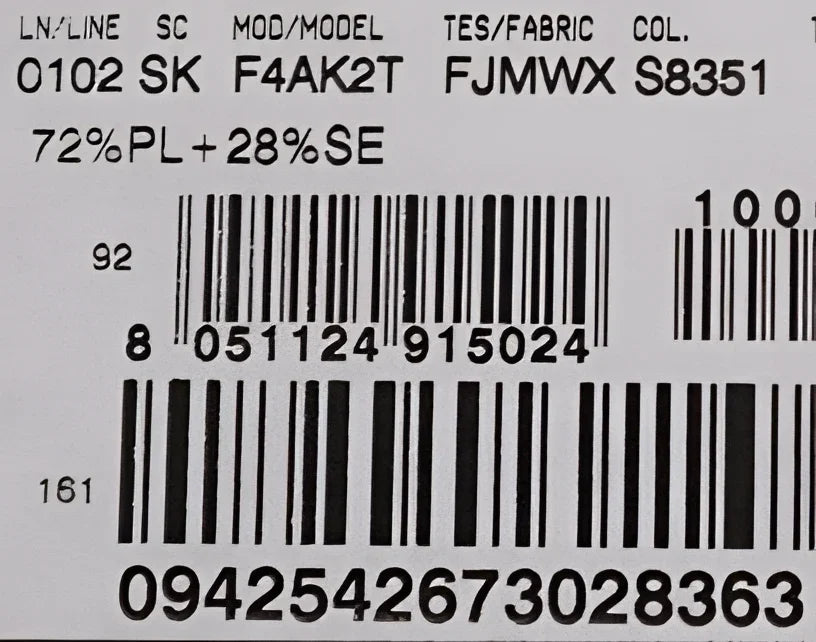 LN/LINE SC MOD/MODEL TES/FABRIC COL.
0102 SK F4AK2T FJMWX S8351
72%PL+28%SE
100
92
8 051124 915024
161
0942542673028363